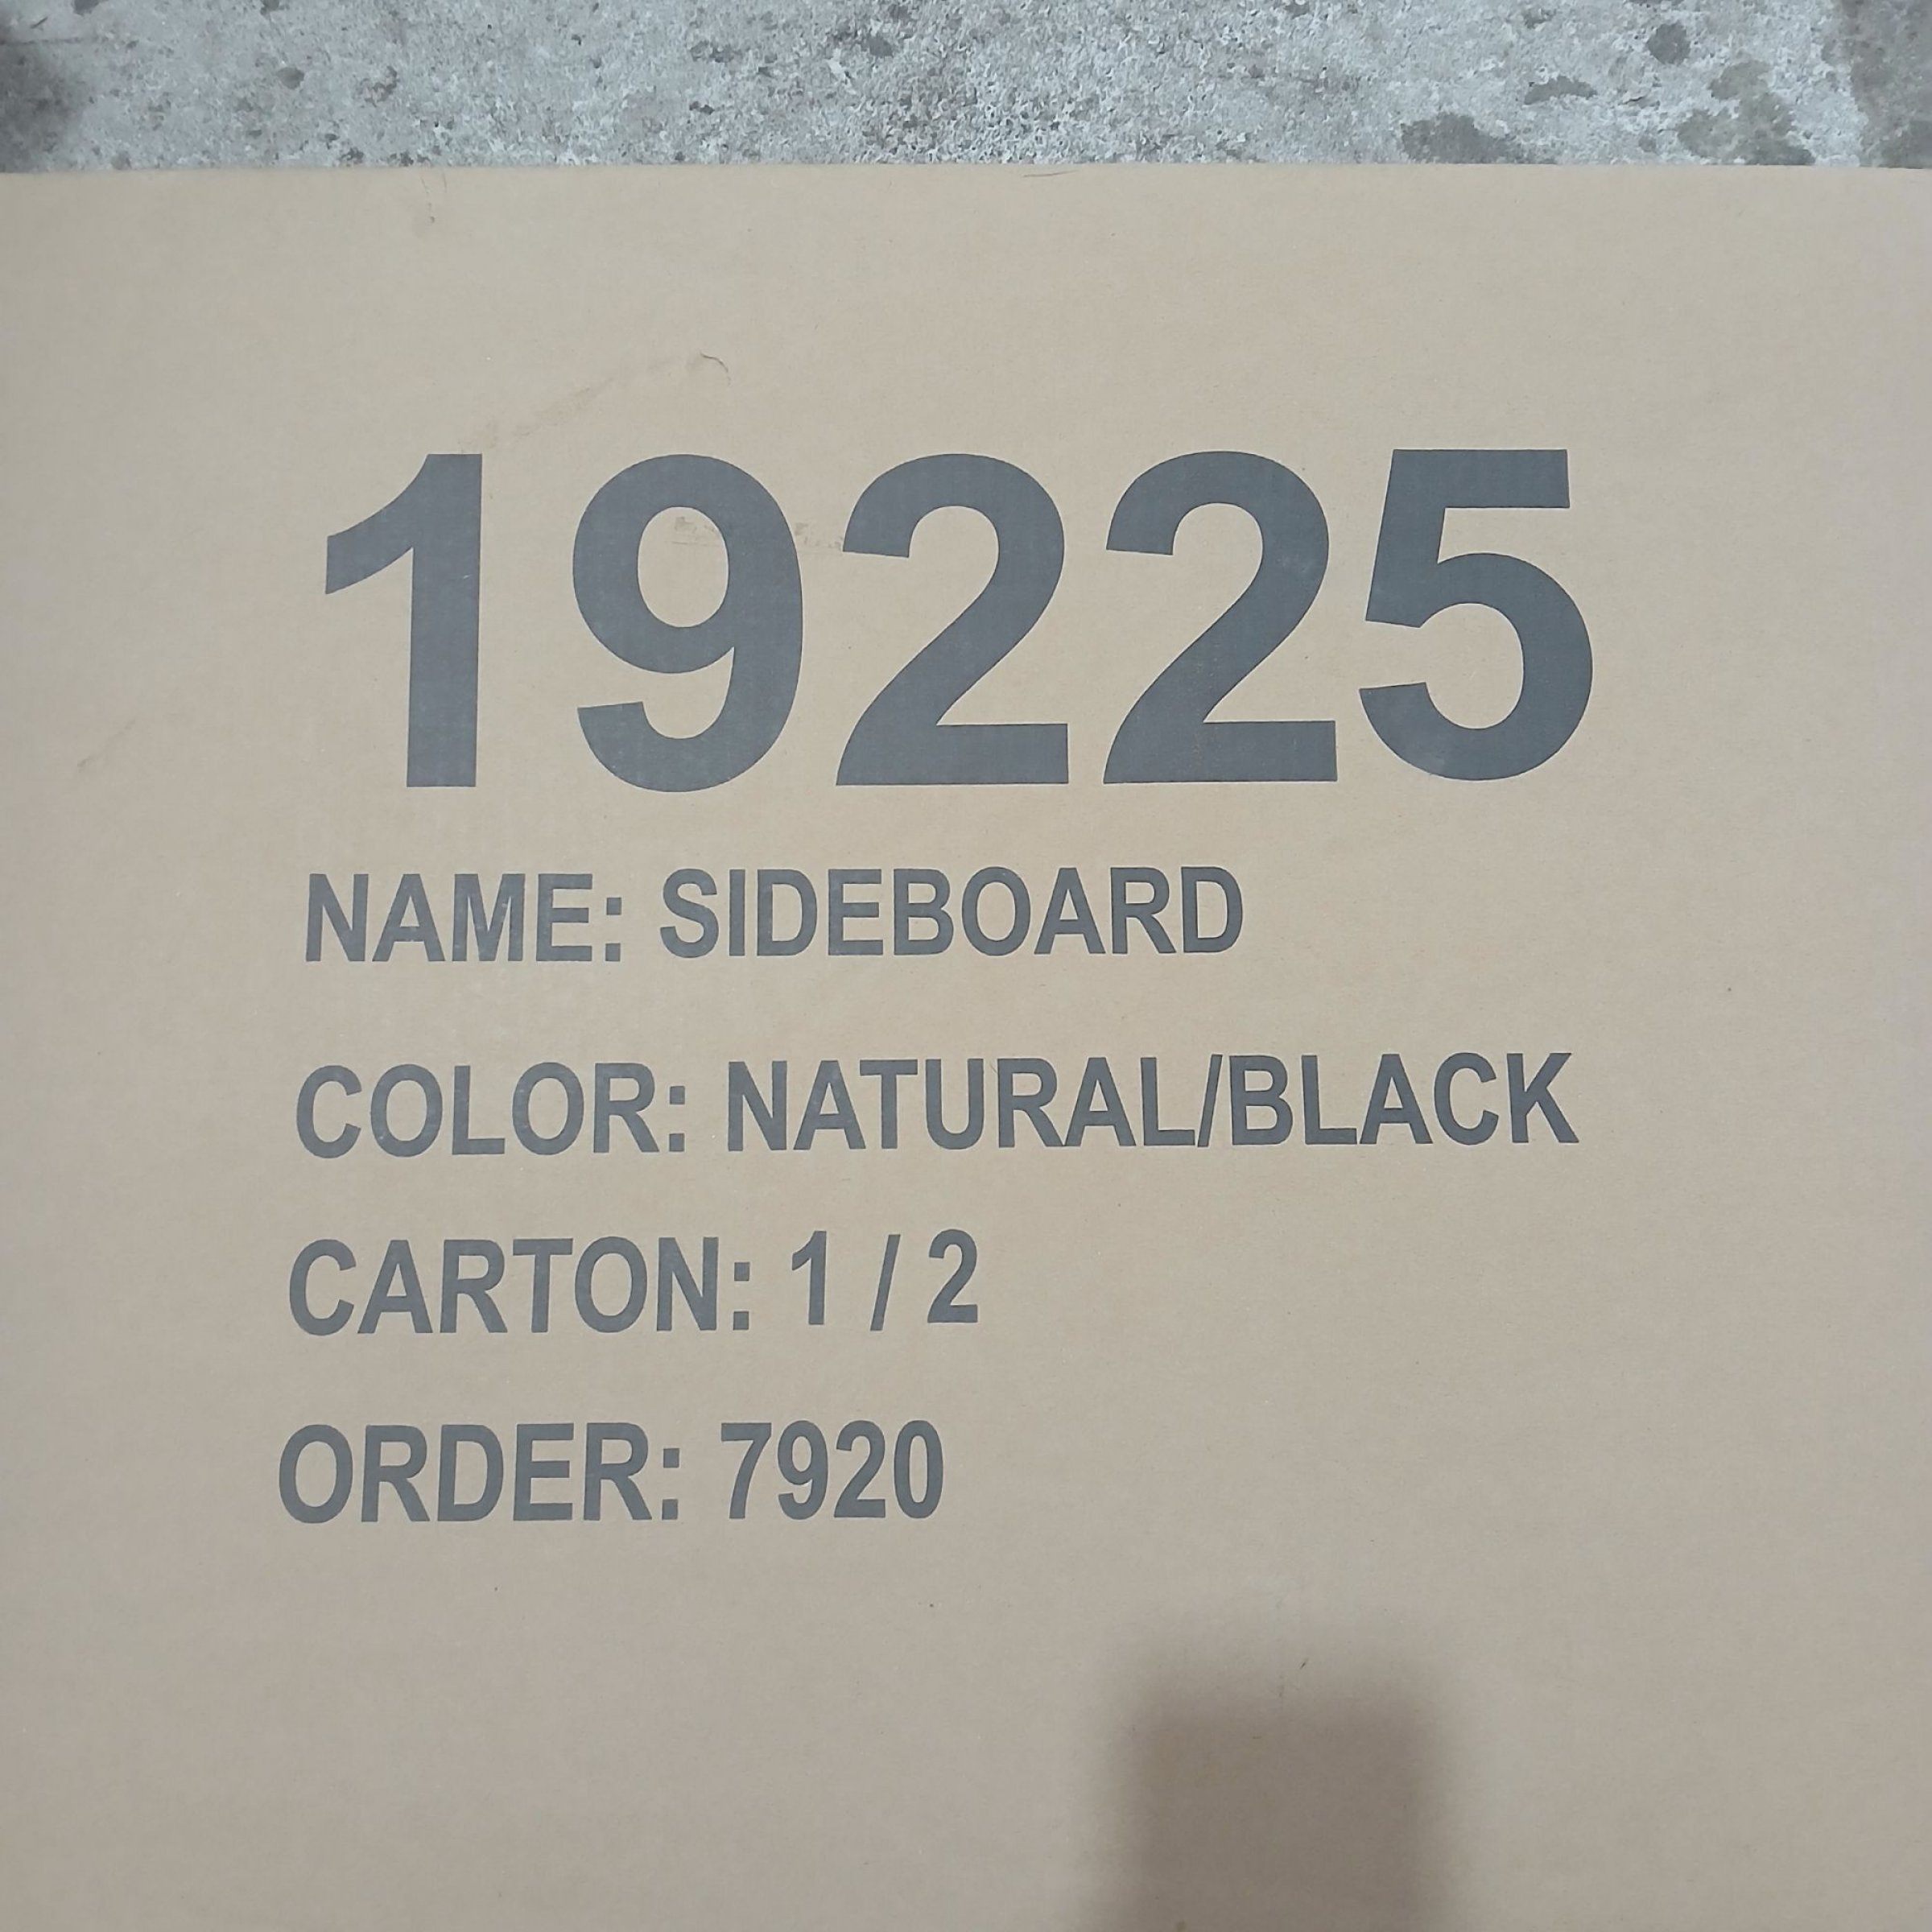 19225
NAME: SIDEBOARD
COLOR: NATURAL/BLACK
CARTON: 1 / 2
ORDER: 7920